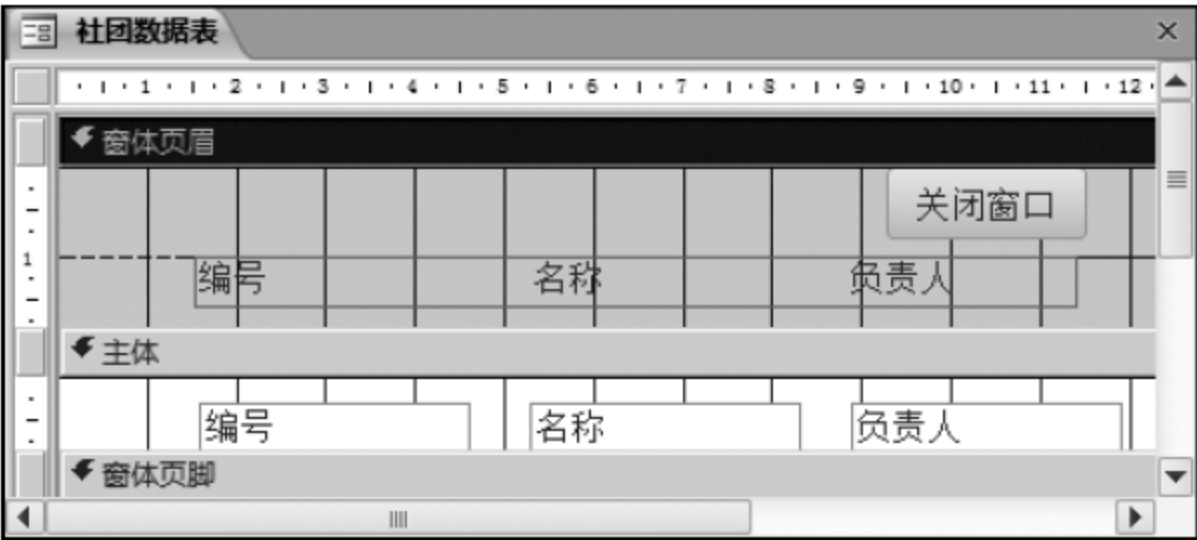 社团数据表
1 2 3 4 5 6 7 8 9 10 11 12
窗体页眉
关闭窗口
1
编号 名称 负责人
主体
编号 名称 负责人
窗体页脚